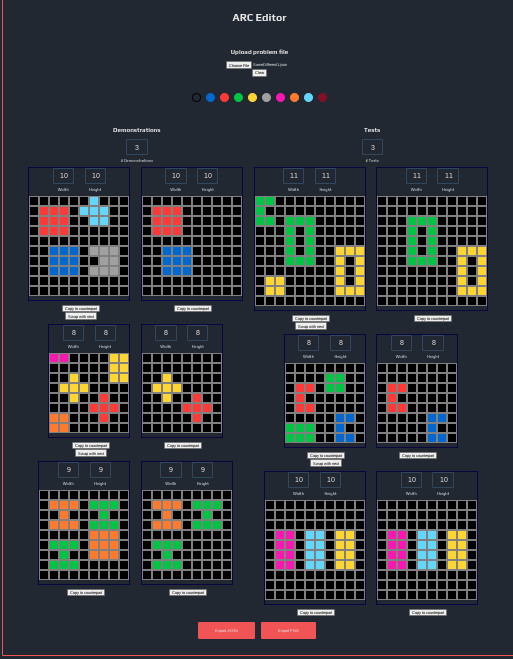 ARC Editor
Upload problem file
Choose File SameDifferent.json
Clear
Demonstrations
Tests
3
3
# Demonstrations
# Tests
10 10 10 10 11 11 11 11
Width Height Width Height Width Height Width Height
Copy to counterpart Copy to counterpart Copy to counterpart Copy to counterpart
Swap with next Swap with next
8 8 8 8 8 8 8 8
Width Height Width Height Width Height Width Height
Copy to counterpart Copy to counterpart Copy to counterpart Copy to counterpart
Swap with next Swap with next
9 9 9 9 10 10 10 10
Width Height Width Height Width Height Width Height
Copy to counterpart Copy to counterpart Copy to counterpart Copy to counterpart
Export JSON Export PNG